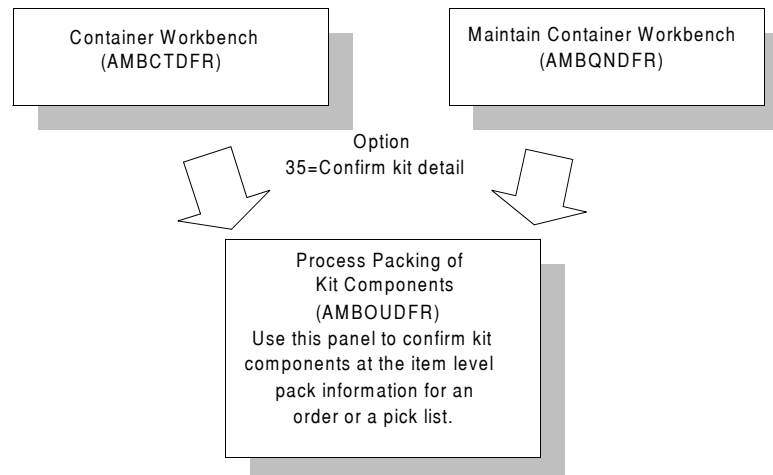 Container Workbench
(AMBCTDFR)
Maintain Container Workbench
(AMBQNDFR)
Option
35=Confirm kit detail
Process Packing of
Kit Components
(AMBOUDFR)
Use this panel to confirm kit
components at the item level
pack information for an
order or a pick list.